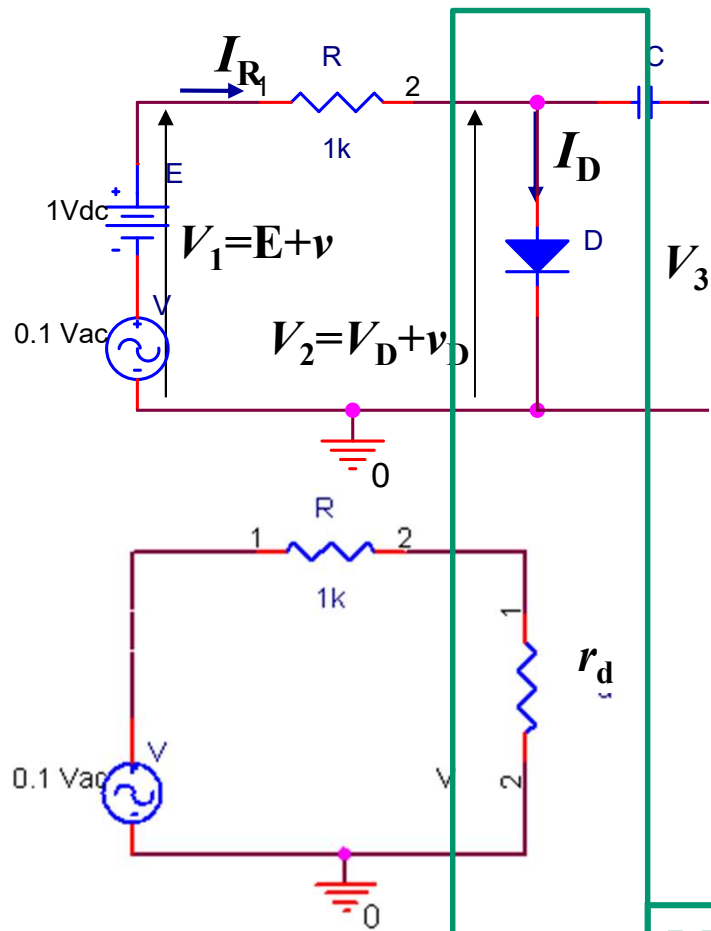 I_R
R
C
1
2
1k
I_D
E
+
1Vdc
-
V_1=E+v
D
V_3
V
0.1 Vac
+
-
V_2=V_D+v_D
0
R
1
2
1k
1
r_d
V
0.1 Vac
-
V
2
0